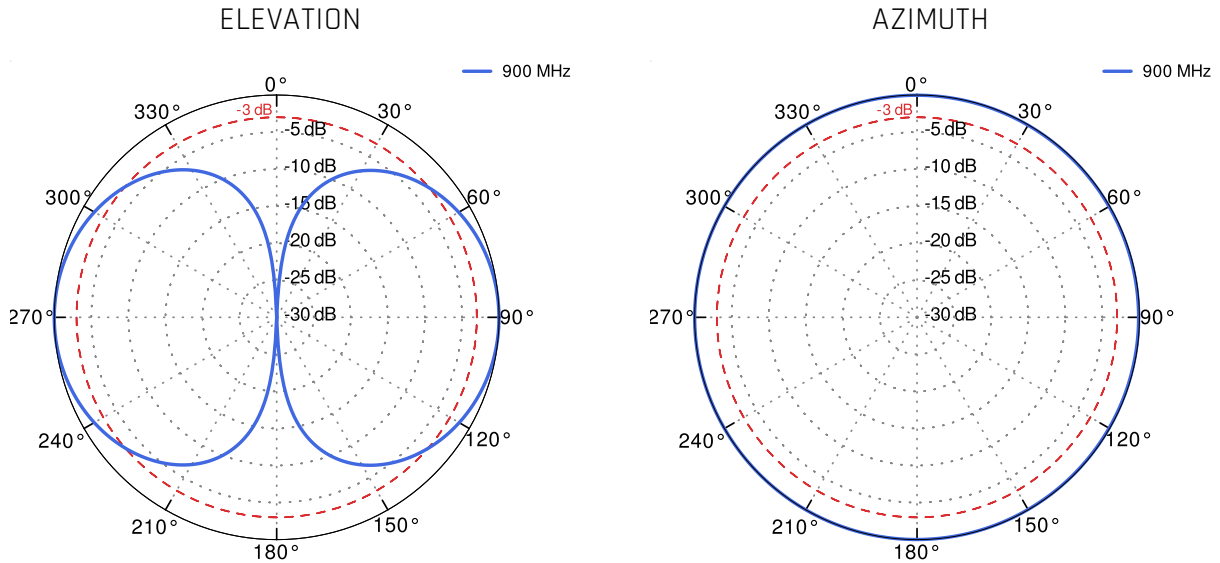 ELEVATION
AZIMUTH
900 MHz
900 MHz
0°
-3 dB
330°
30°
-5 dB
-10 dB
300°
60°
-15 dB
-20 dB
-25 dB
-30 dB
270°
90°
240°
120°
210°
150°
180°
0°
-3 dB
330°
30°
-5 dB
-10 dB
300°
60°
-15 dB
-20 dB
-25 dB
-30 dB
270°
90°
240°
120°
210°
150°
180°